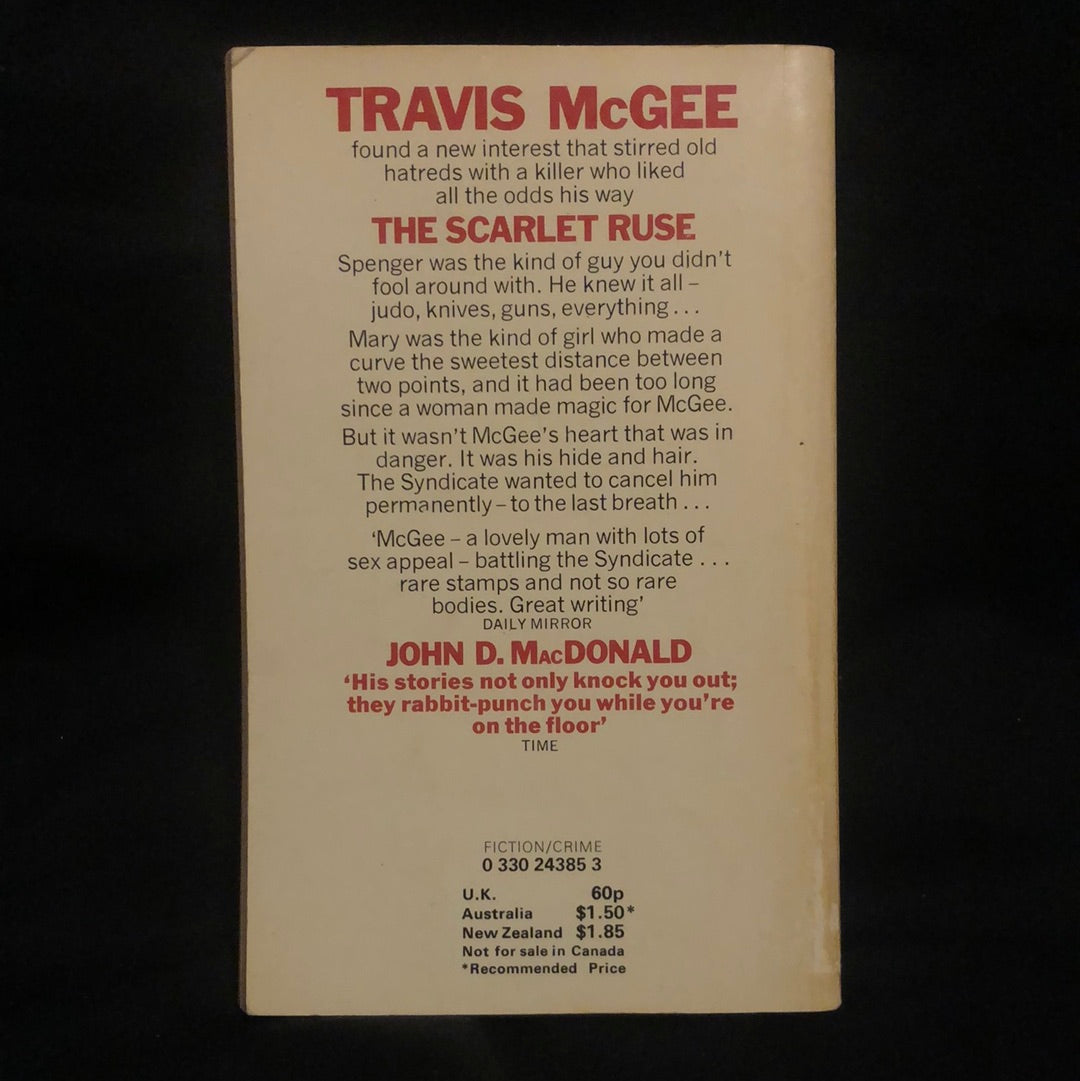 TRAVIS McGEE
found a new interest that stirred old
hatreds with a killer who liked
all the odds his way
THE SCARLET RUSE
Spenger was the kind of guy you didn't
fool around with. He knew it all –
judo, knives, guns, everything . . .
Mary was the kind of girl who made a
curve the sweetest distance between
two points, and it had been too long
since a woman made magic for McGee.
But it wasn't McGee's heart that was in
danger. It was his hide and hair.
The Syndicate wanted to cancel him
permanently – to the last breath . . .
'McGee – a lovely man with lots of
sex appeal – battling the Syndicate . . .
rare stamps and not so rare
bodies. Great writing'
DAILY MIRROR
JOHN D. MacDONALD
'His stories not only knock you out;
they rabbit-punch you while you're
on the floor'
TIME
FICTION/CRIME
0 330 24385 3
U.K. 60p
Australia $1.50*
New Zealand $1.85
Not for sale in Canada
*Recommended Price